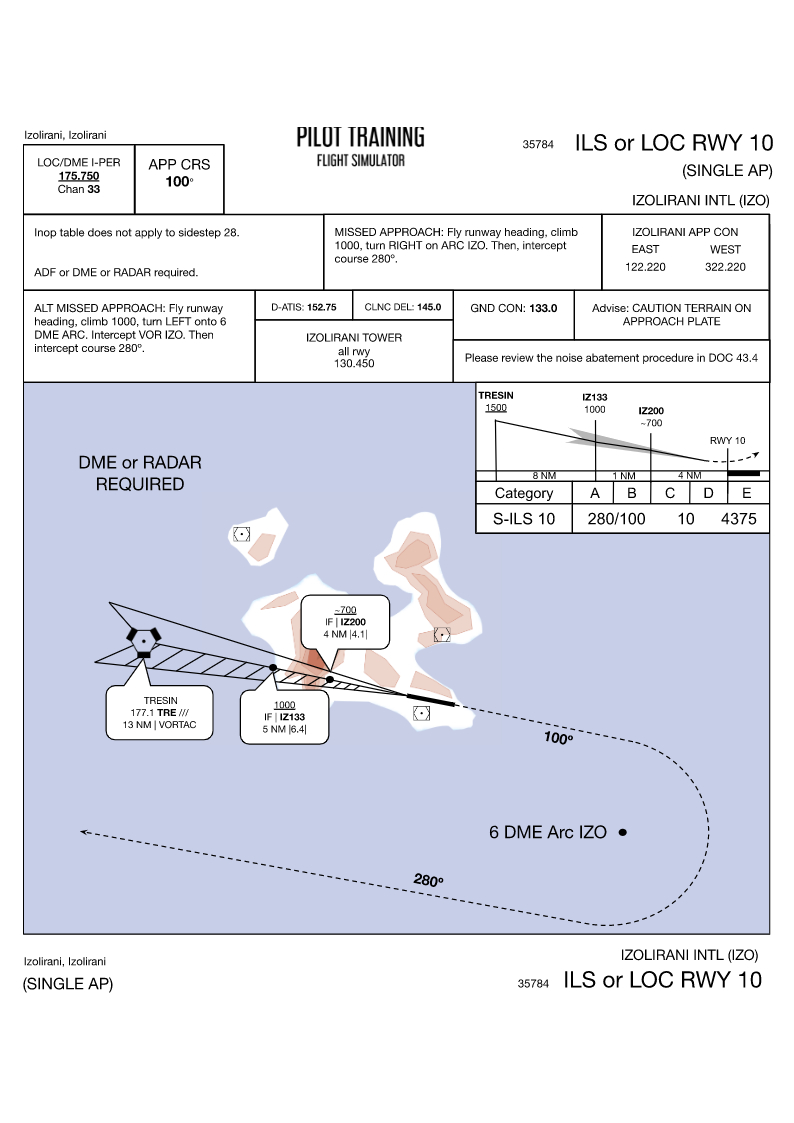 Izolirani, Izolirani
PILOT TRAINING
FLIGHT SIMULATOR
35784
ILS or LOC RWY 10
(SINGLE AP)
IZOLIRANI INTL (IZO)
LOC/DME I-PER
175.750
Chan 33
APP CRS
100°
Inop table does not apply to sidestep 28.
ADF or DME or RADAR required.
MISSED APPROACH: Fly runway heading, climb
1000, turn RIGHT on ARC IZO. Then, intercept
course 280º.
IZOLIRANI APP CON
EAST WEST
122.220 322.220
ALT MISSED APPROACH: Fly runway
heading, climb 1000, turn LEFT onto 6
DME ARC. Intercept VOR IZO. Then
intercept course 280º.
D-ATIS: 152.75
CLNC DEL: 145.0
IZOLIRANI TOWER
all rwy
130.450
GND CON: 133.0
Advise: CAUTION TERRAIN ON
APPROACH PLATE
Please review the noise abatement procedure in DOC 43.4
TRESIN
1500
IZ133
1000
IZ200
~700
RWY 10
8 NM 1 NM 4 NM
Category A B C D E
S-ILS 10 280/100 10 4375
DME or RADAR
REQUIRED
~700
IF | IZ200
4 NM |4.1|
TRESIN
177.1 TRE ///
13 NM | VORTAC
1000
IF | IZ133
5 NM |6.4|
100º
6 DME Arc IZO
280º
Izolirani, Izolirani
(SINGLE AP)
IZOLIRANI INTL (IZO)
35784 ILS or LOC RWY 10